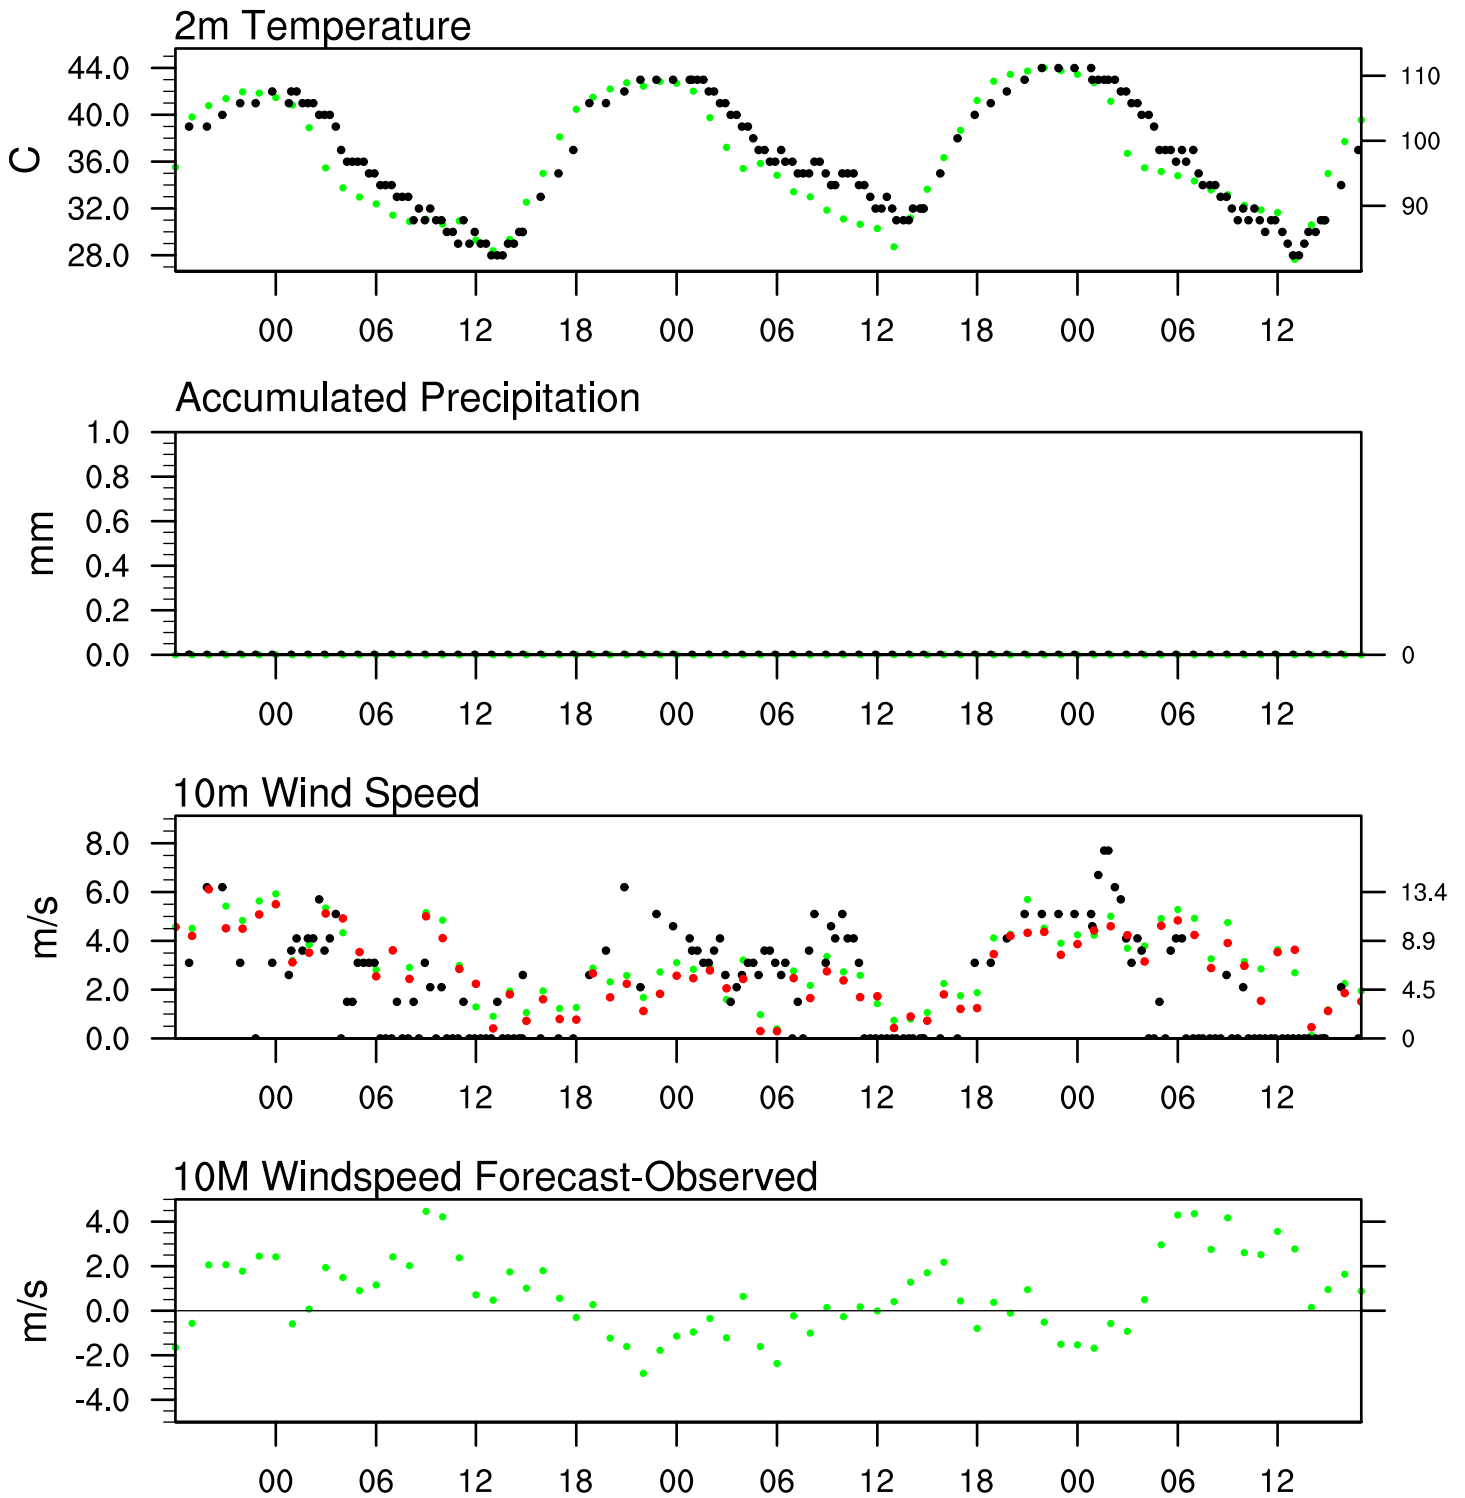 2m Temperature
44.0
40.0
36.0
32.0
28.0
C
110
100
90
00 06 12 18 00 06 12 18 00 06 12
Accumulated Precipitation
1.0
0.8
0.6
0.4
0.2
0.0
mm
0
00 06 12 18 00 06 12 18 00 06 12
10m Wind Speed
8.0
6.0
4.0
2.0
0.0
m/s
13.4
8.9
4.5
0
00 06 12 18 00 06 12 18 00 06 12
10M Windspeed Forecast-Observed
4.0
2.0
0.0
-2.0
-4.0
m/s
00 06 12 18 00 06 12 18 00 06 12